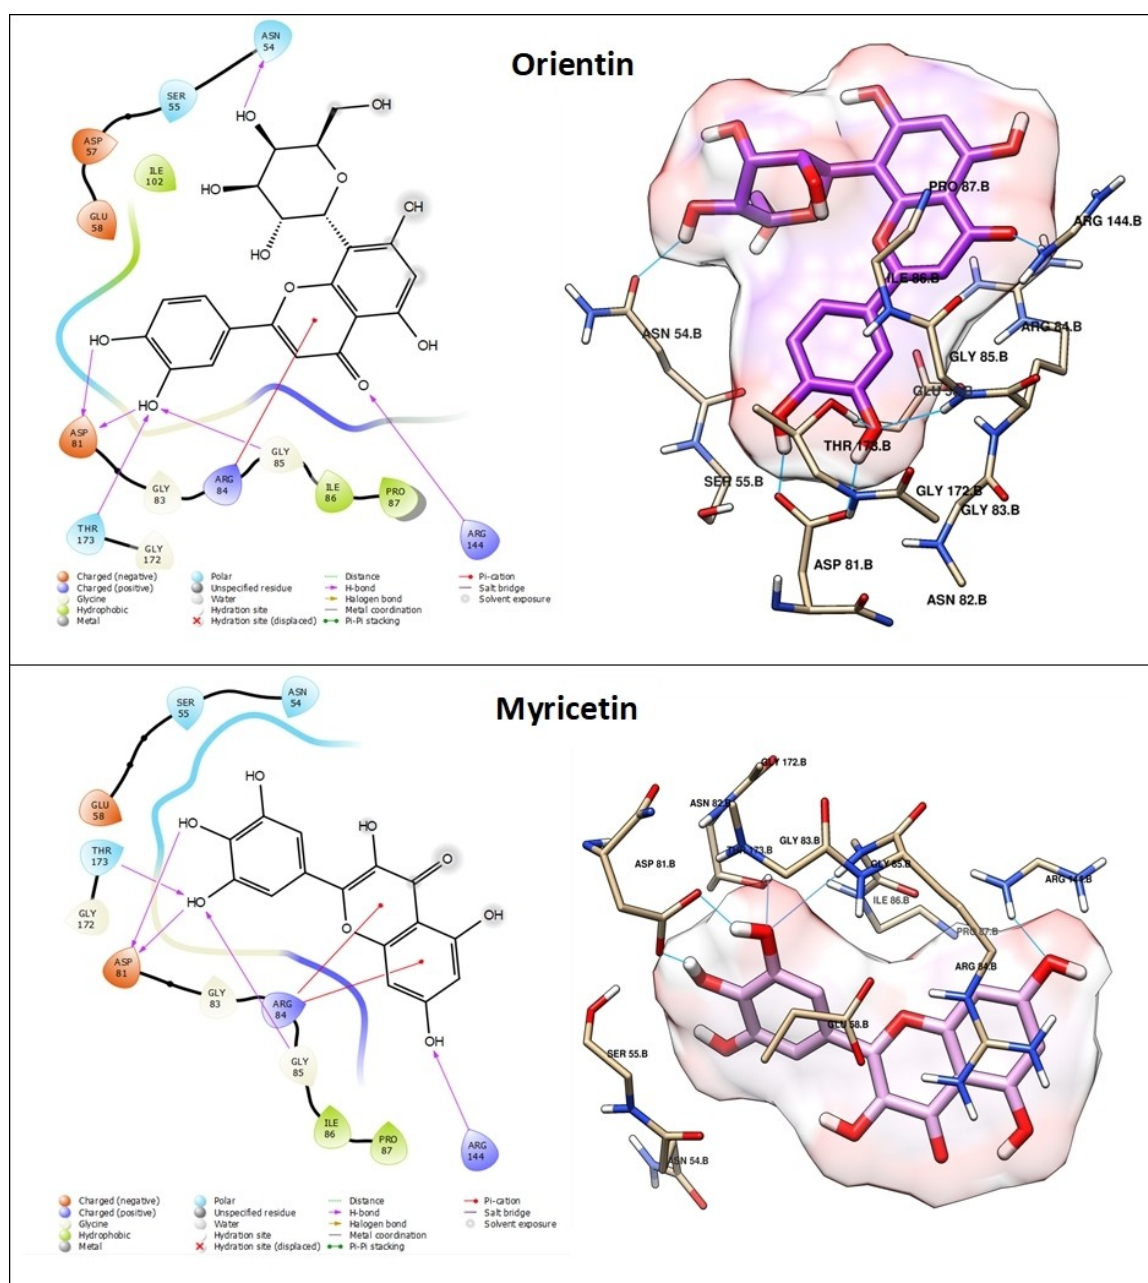 Orientin
ASN
54
SER
55
ASP
57
ILE
102
GLU
58
OH
HO
HO
O
OH
HO
O
OH
HO
HO
O
ASP
81
GLY
83
ARG
84
GLY
85
ILE
86
PRO
87
THR
173
GLY
172
ARG
144
Charged (negative)
Charged (positive)
Glycine
Hydrophobic
Metal
Polar
Unspecified residue
Water
Hydration site
Hydration site (displaced)
Distance
H-bond
Halogen bond
Metal coordination
Pi-Pi stacking
Pi-cation
Salt bridge
Solvent exposure
PRO 87.B
ARG 144.B
ILE 86.B
ASN 54.B
ARG 84.B
GLY 85.B
THR 173.B
SER 55.B
GLY 172.B
GLY 83.B
ASP 81.B
ASN 82.B
Myricetin
SER
55
ASN
54
GLU
58
THR
173
GLY
172
ASP
81
GLY
83
ARG
84
GLY
85
ILE
86
PRO
87
ARG
144
HO
HO
HO
HO
O
O
OH
OH
Charged (negative)
Charged (positive)
Glycine
Hydrophobic
Metal
Polar
Unspecified residue
Water
Hydration site
Hydration site (displaced)
Distance
H-bond
Halogen bond
Metal coordination
Pi-Pi stacking
Pi-cation
Salt bridge
Solvent exposure
GLY 172.B
ASN 82.B
THR 173.B
GLY 83.B
ASP 81.B
GLY 85.B
ARG 144.B
ILE 86.B
PRO 87.B
ARG 84.B
GLU 58.B
SER 55.B
ASN 54.B